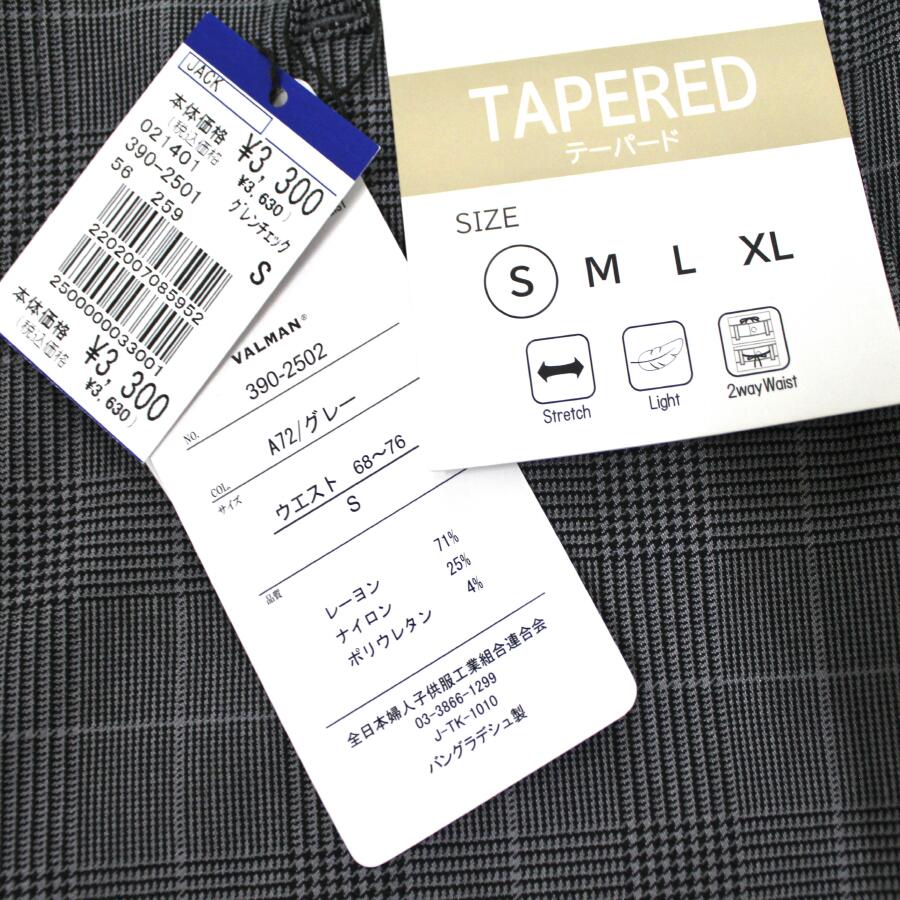 JACK
本体価格 ¥3,300
(税込価格 ¥3,630)
021401 グレンチェック
390-2501
56 259 S
2202007085952
2500000033001
本体価格 ¥3,300
(税込価格 ¥3,630)
VALMAN®
NO. 390-2502
COL. A72/グレー
サイズ ウエスト 68～76
S
品質
レーヨン 71%
ナイロン 25%
ポリウレタン 4%
全日本婦人子供服工業組合連合会
03-3866-1299
J-TK-1010
バングラデシュ製
TAPERED
テーパード
SIZE
S M L XL
Stretch Light 2way Waist